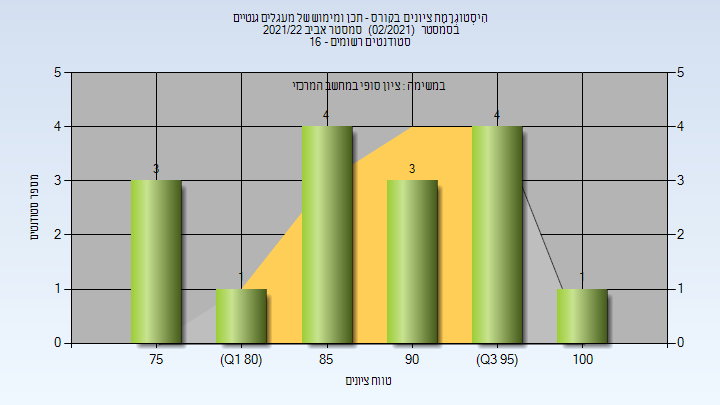 היסטוגרמת ציונים בקורס - תכן ומימוש של מעגלים גנטיים
בסמסטר (02/2021) סמסטר אביב 2021/22
סטודנטים רשומים - 16
במשימה : ציון סופי במחשב המרכזי
5 5
4 4
3 3
2 2
1 1
0 0
3 1 4 3 4 1
מספר סטודנטים
75 (Q1 80) 85 90 (Q3 95) 100
טווח ציונים